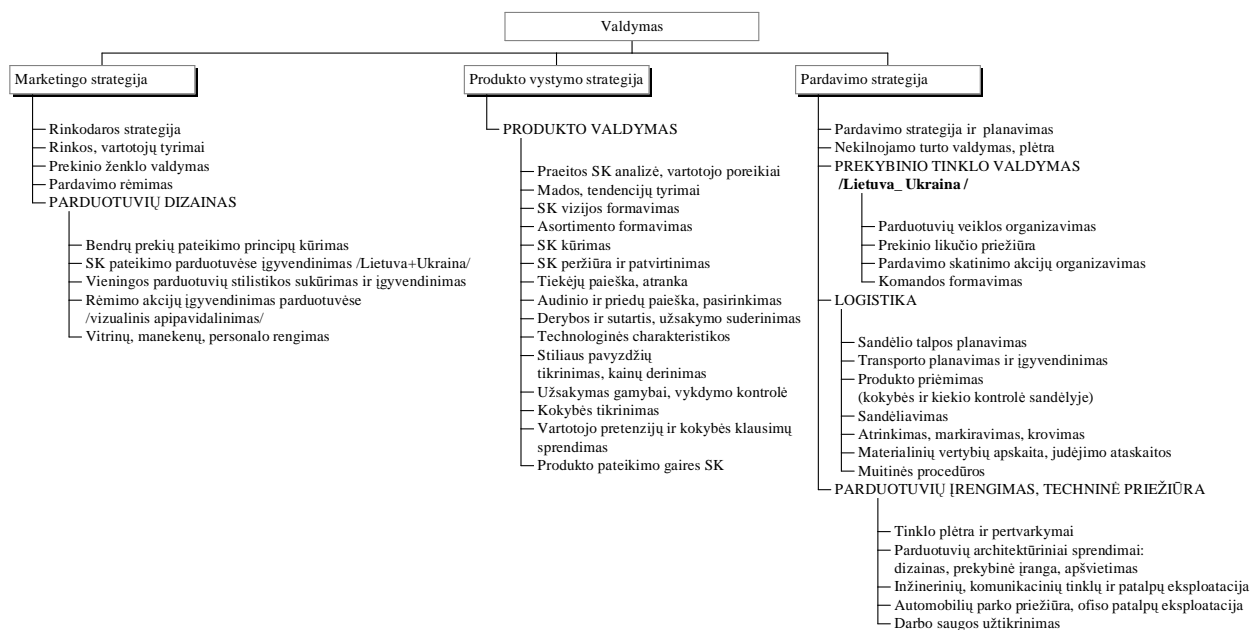 Valdymas
Marketingo strategija
Rinkodaros strategija
Rinkos, vartotojų tyrimai
Prekinio ženklo valdymas
Pardavimo rėmimas
PARDUOTUVIŲ DIZAINAS
Bendrų prekių pateikimo principų kūrimas
SK pateikimo parduotuvėse įgyvendinimas /Lietuva+Ukraina/
Vieningos parduotuvių stilistikos sukūrimas ir įgyvendinimas
Rėmimo akcijų įgyvendinimas parduotuvėse
/vizualinis apipavidalinimas/
Vitrinų, manekenų, personalo rengimas
Produkto vystymo strategija
PRODUKTO VALDYMAS
Praeitos SK analizė, vartotojo poreikiai
Mados, tendencijų tyrimai
SK vizijos formavimas
Asortimento formavimas
SK kūrimas
SK peržiūra ir patvirtinimas
Tiekėjų paieška, atranka
Audinio ir priedų paieška, pasirinkimas
Derybos ir sutartis, užsakymo suderinimas
Technologinės charakteristikos
Stiliaus pavyzdžių
tikrinimas, kainų derinimas
Užsakymas gamybai, vykdymo kontrolė
Kokybės tikrinimas
Vartotojo pretenzijų ir kokybės klausimų
sprendimas
Produkto pateikimo gaires SK
Pardavimo strategija
Pardavimo strategija ir planavimas
Nekilnojamo turto valdymas, plėtra
PREKYBINIO TINKLO VALDYMAS
/Lietuva_ Ukraina /
Parduotuvių veiklos organizavimas
Prekinio likučio priežiūra
Pardavimo skatinimo akcijų organizavimas
Komandos formavimas
LOGISTIKA
Sandėlio talpos planavimas
Transporto planavimas ir įgyvendinimas
Produkto priėmimas
(kokybės ir kiekio kontrolė sandėlyje)
Sandėliavimas
Atrinkimas, markiravimas, krovimas
Materialinių vertybių apskaita, judėjimo ataskaitos
Muitinės procedūros
PARDUOTUVIŲ ĮRENGIMAS, TECHNINĖ PRIEŽIŪRA
Tinklo plėtra ir pertvarkymai
Parduotuvių architektūriniai sprendimai:
dizainas, prekybinė įranga, apšvietimas
Inžinerinių, komunikacinių tinklų ir patalpų eksploatacija
Automobilių parko priežiūra, ofiso patalpų eksploatacija
Darbo saugos užtikrinimas